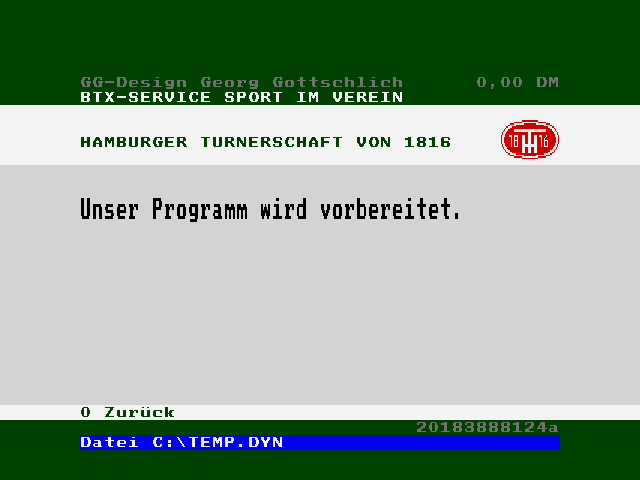 GG-Design Georg Gottschlich 0,00 DM
BTX-SERVICE SPORT IM VEREIN
HAMBURGER TURNERSCHAFT VON 1816
18 HT 16
Unser Programm wird vorbereitet.
0 Zurück
20183888124a
Datei C:\TEMP.DYN